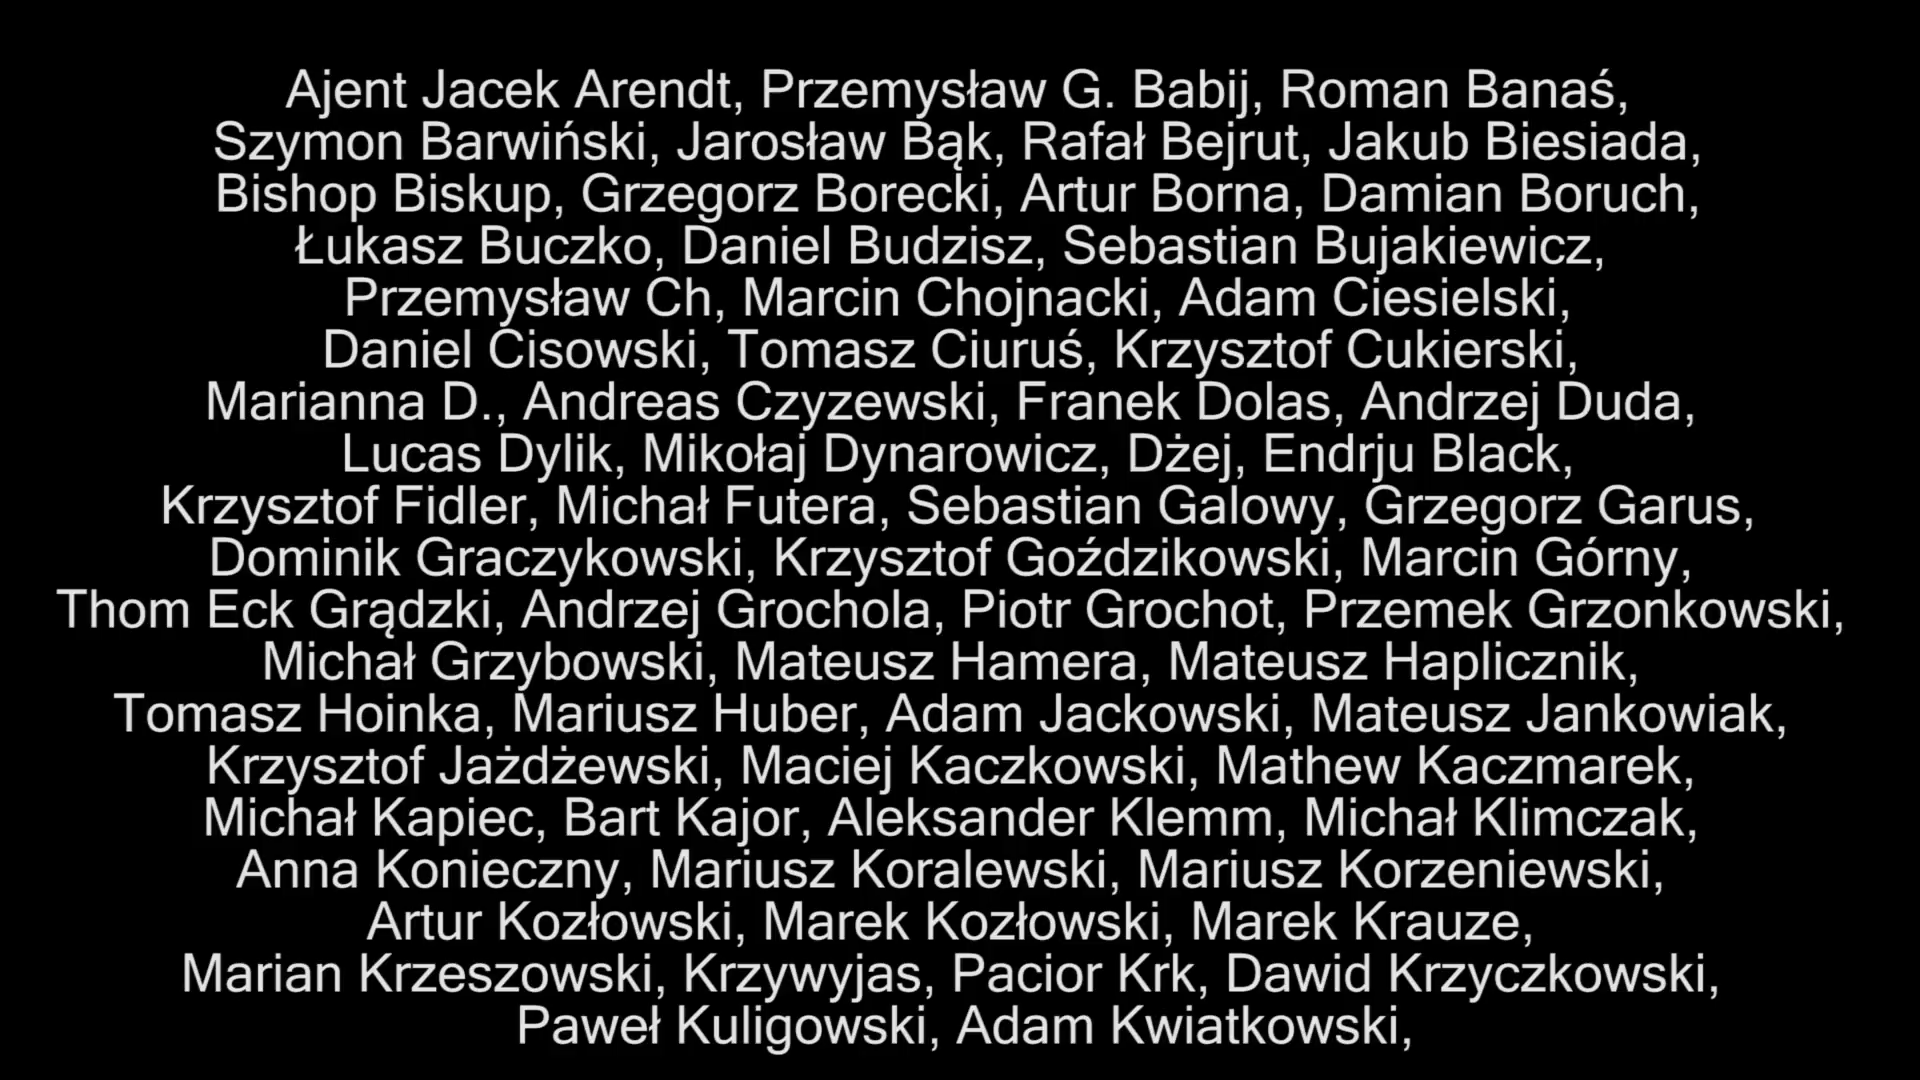 Ajent Jacek Arendt, Przemysław G. Babij, Roman Banaś,
Szymon Barwiński, Jarosław Bąk, Rafał Bejrut, Jakub Biesiada,
Bishop Biskup, Grzegorz Borecki, Artur Borna, Damian Boruch,
Łukasz Buczko, Daniel Budzisz, Sebastian Bujakiewicz,
Przemysław Ch, Marcin Chojnacki, Adam Ciesielski,
Daniel Cisowski, Tomasz Ciuruś, Krzysztof Cukierski,
Marianna D., Andreas Czyzewski, Franek Dolas, Andrzej Duda,
Lucas Dylik, Mikołaj Dynarowicz, Dżej, Endrju Black,
Krzysztof Fidler, Michał Futera, Sebastian Galowy, Grzegorz Garus,
Dominik Graczykowski, Krzysztof Goździkowski, Marcin Górny,
Thom Eck Grądzki, Andrzej Grochola, Piotr Grochot, Przemek Grzonkowski,
Michał Grzybowski, Mateusz Hamera, Mateusz Haplicznik,
Tomasz Hoinka, Mariusz Huber, Adam Jackowski, Mateusz Jankowiak,
Krzysztof Jażdżewski, Maciej Kaczkowski, Mathew Kaczmarek,
Michał Kapiec, Bart Kajor, Aleksander Klemm, Michał Klimczak,
Anna Konieczny, Mariusz Koralewski, Mariusz Korzeniewski,
Artur Kozłowski, Marek Kozłowski, Marek Krauze,
Marian Krzeszowski, Krzywyjas, Pacior Krk, Dawid Krzyczkowski,
Paweł Kuligowski, Adam Kwiatkowski,